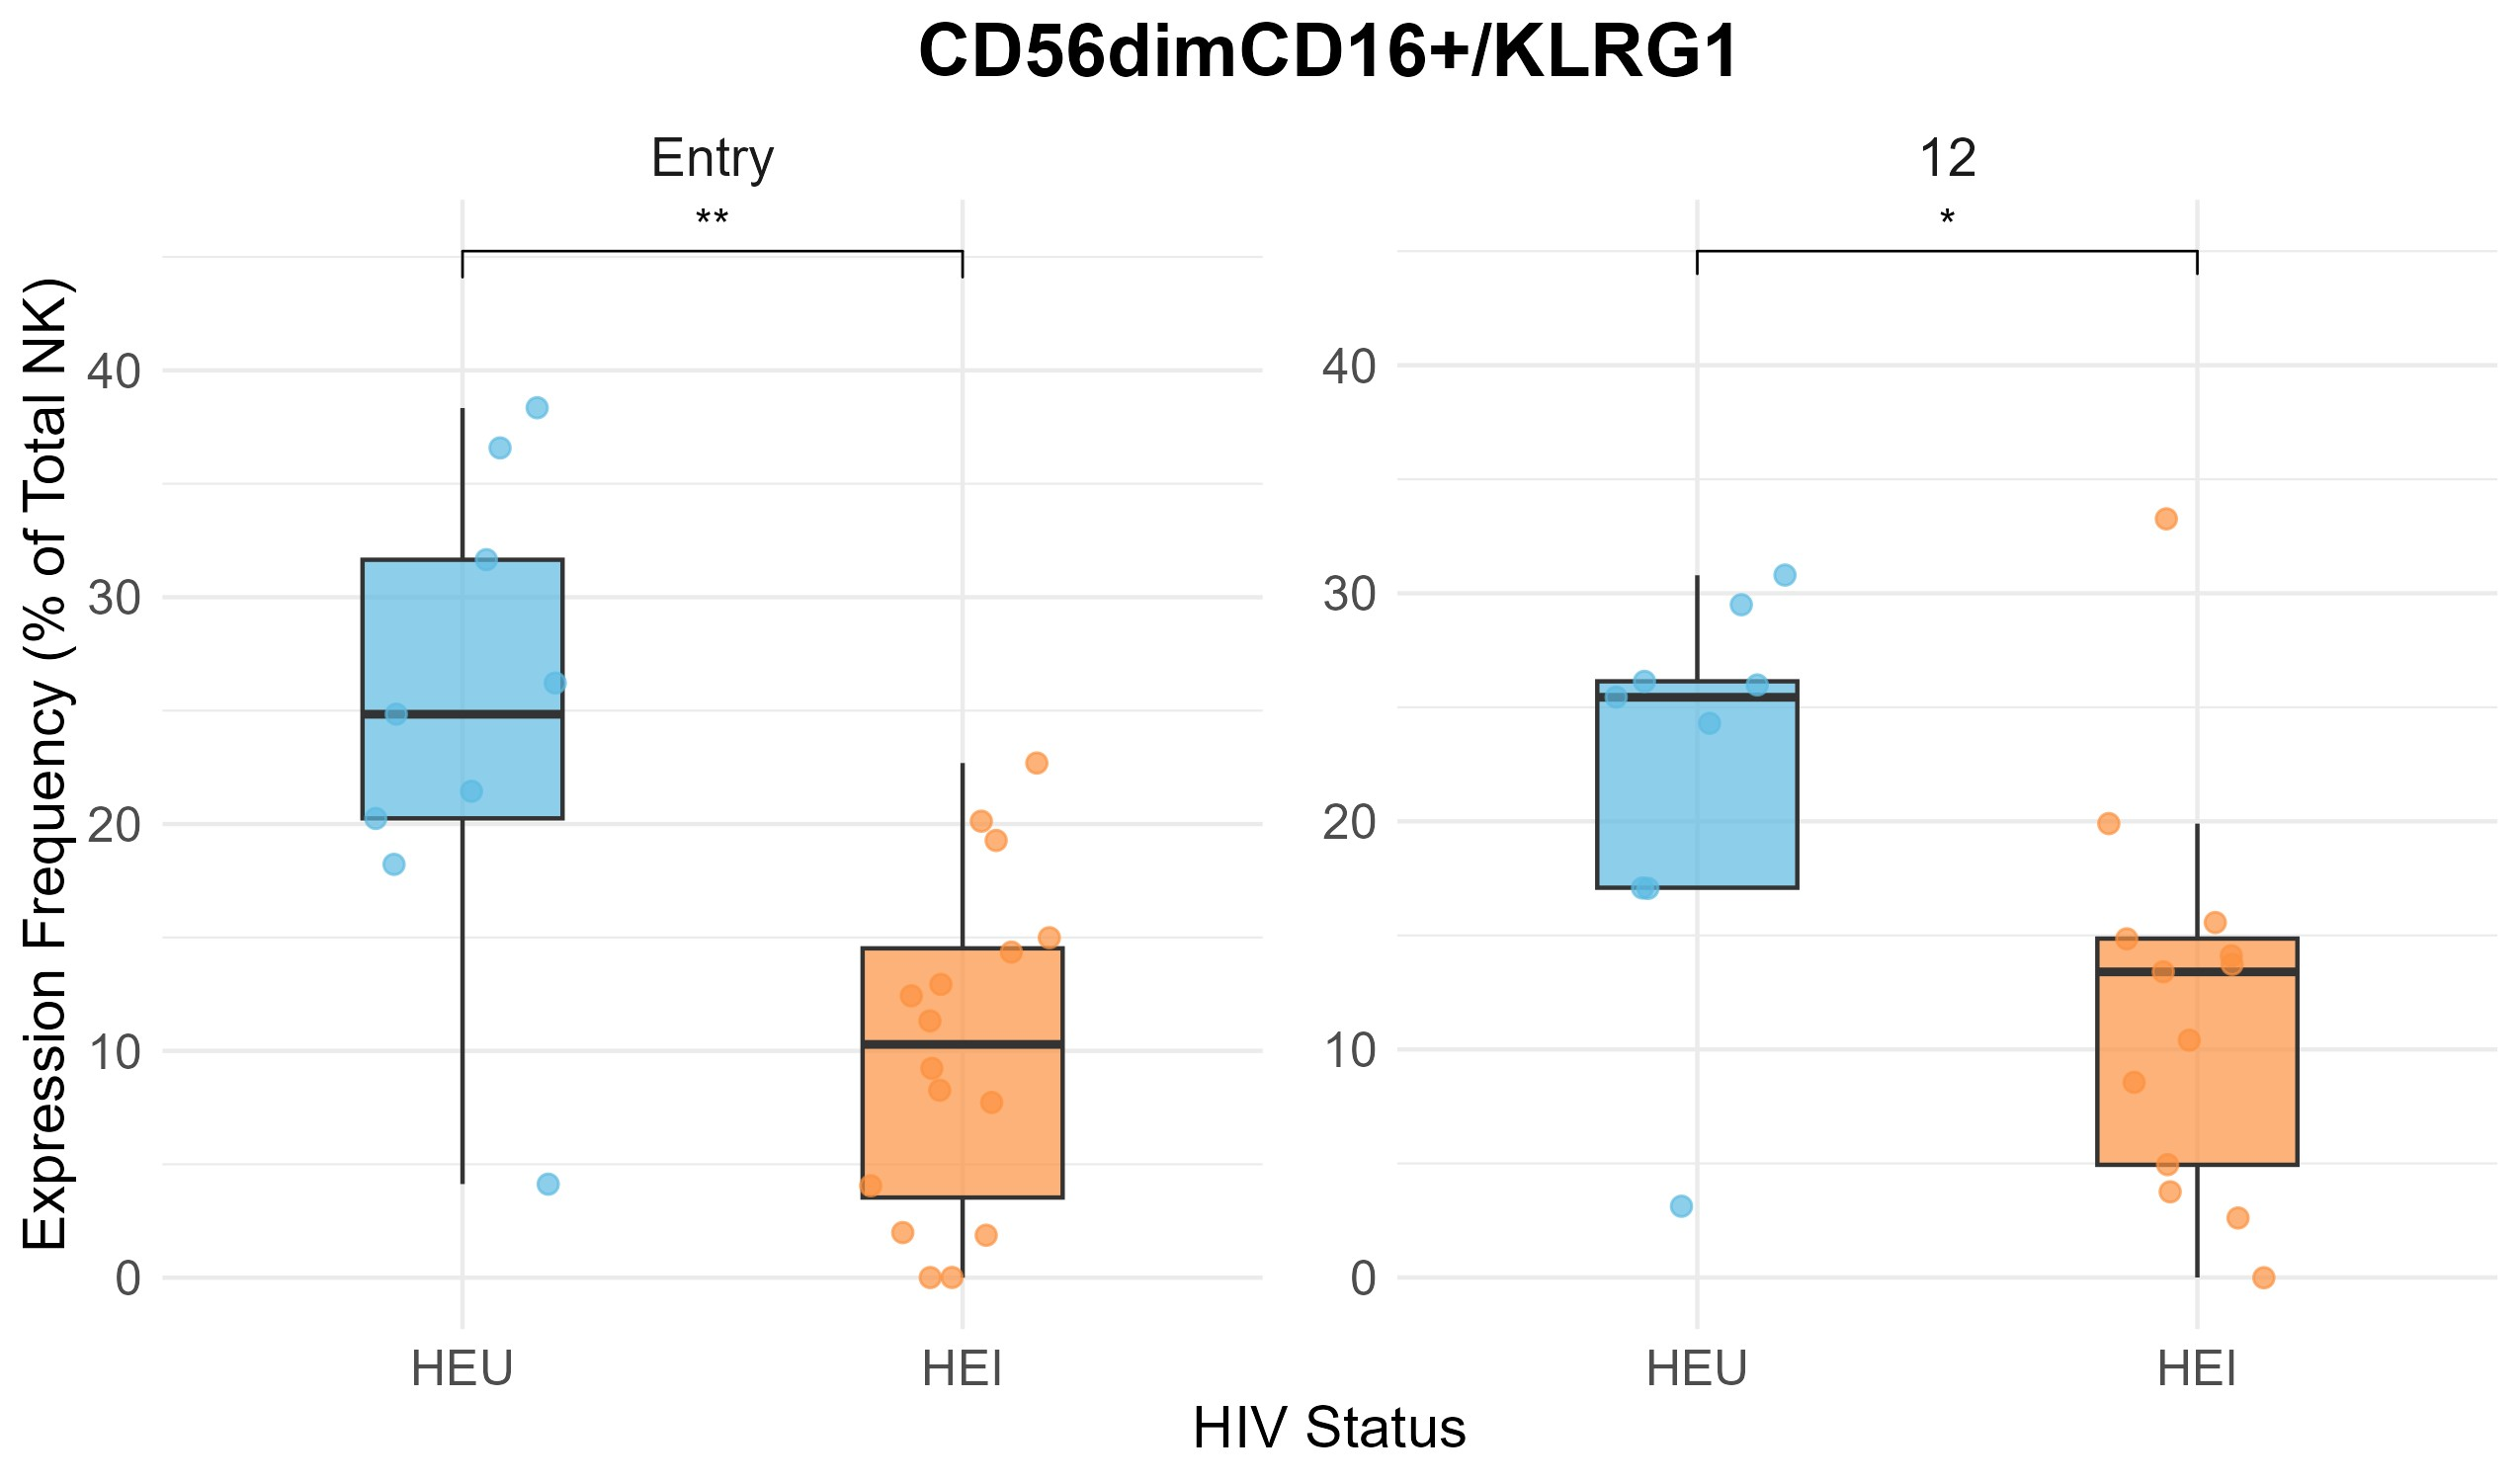 CD56dimCD16+/KLRG1
Entry
12
**
*
Expression Frequency (% of Total NK)
40
30
20
10
0
40
30
20
10
0
HEU
HEI
HEU
HEI
HIV Status